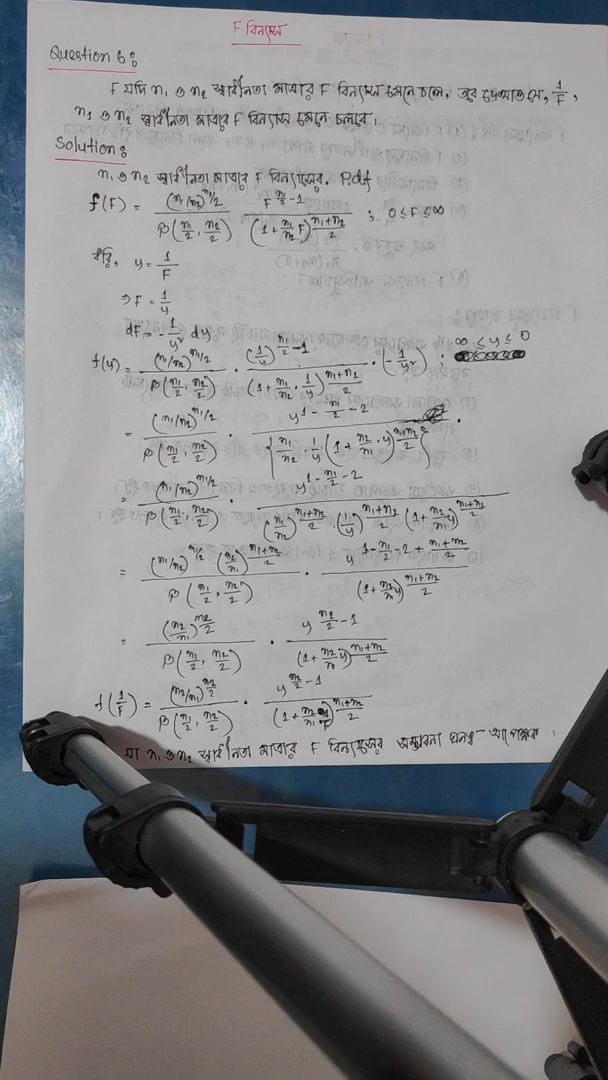 F বিন্যাস
Question 6:
F যদি n₁ ও n₂ স্বাধীনতা মাত্রার F বিন্যাস মেনে চলে, তবে দেখাও যে, 1/F,
n₁ ও n₂ স্বাধীনতা মাত্রার F বিন্যাস মেনে চলবে।
Solution:
n₁ ও n₂ স্বাধীনতা মাত্রার F বিন্যাসের. P.d.f
f(F) = (n₁/n₂)^(n₁/2) / β(n₁/2, n₂/2) F^(n₁/2 -1) / (1+ n₁/n₂ F)^((n₁+n₂)/2) ; 0 ≤ F ≤ ∞
ধরি, y = 1/F
⇒ F = 1/y
dF = -1/y² dy
f(y) = (n₁/n₂)^(n₁/2) / β(n₁/2, n₂/2) · (1/y)^(n₁/2 -1) / (1+ n₁/n₂ · 1/y)^((n₁+n₂)/2) · (-1/y²) ; ∞ ≤ y ≤ 0
= (n₁/n₂)^(n₁/2) / β(n₁/2, n₂/2) · y^(1 - n₁/2 - 2) / {n₁/n₂ · 1/y (1+ n₂/n₁ · y)}^((n₁+n₂)/2)
= (n₁/n₂)^(n₁/2) / β(n₁/2, n₂/2) · y^(1 - n₁/2 - 2) / (n₁/n₂)^((n₁+n₂)/2) · (1/y)^((n₁+n₂)/2) (1+ n₂/n₁ y)^((n₁+n₂)/2)
= (n₁/n₂)^(n₁/2) (n₂/n₁)^((n₁+n₂)/2) / β(n₁/2, n₂/2) · y^(1 - n₁/2 - 2 + (n₁+n₂)/2) / (1+ n₂/n₁ y)^((n₁+n₂)/2)
= (n₂/n₁)^(n₂/2) / β(n₁/2, n₂/2) · y^(n₂/2 -1) / (1+ n₂/n₁ y)^((n₁+n₂)/2)
f(1/F) = (n₂/n₁)^(n₂/2) / β(n₁/2, n₂/2) · y^(n₂/2 -1) / (1+ n₂/n₁ )^((n₁+n₂)/2)
যা n₁ ও n₂ স্বাধীনতা মাত্রার F বিন্যাসের সম্ভাবনা ঘনত্ব অপেক্ষক।